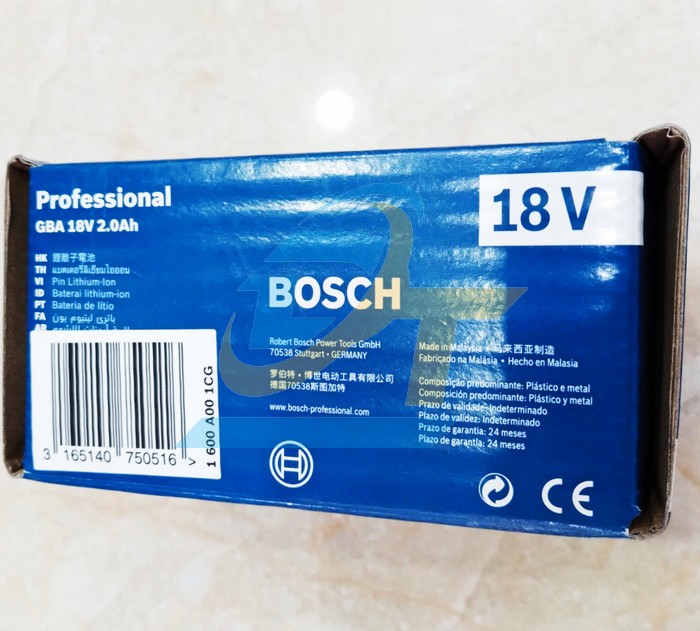 Professional
GBA 18V 2.0Ah
18 V
HK 鋰離子電池
TH แบตเตอรี่ลิเธียมไอออน
VI Pin Lithium-Ion
ID Baterai lithium-ion
PT Bateria de lítio
FA باتری لیتیوم یون
AR
3 165140 750516 >
1 600 A00 1CG
BOSCH
Robert Bosch Power Tools GmbH
70538 Stuttgart • GERMANY
罗伯特・博世电动工具有限公司
德国70538斯图加特
www.bosch-professional.com
Made in Malaysia • 马来西亚制造
Fabricado na Malásia • Hecho en Malasia
Composição predominante: Plástico e metal
Composición predominante: Plástico y metal
Prazo de validade: Indeterminado
Plazo de validez: Indeterminado
Prazo de garantia: 24 meses
Plazo de garantía: 24 meses
CE